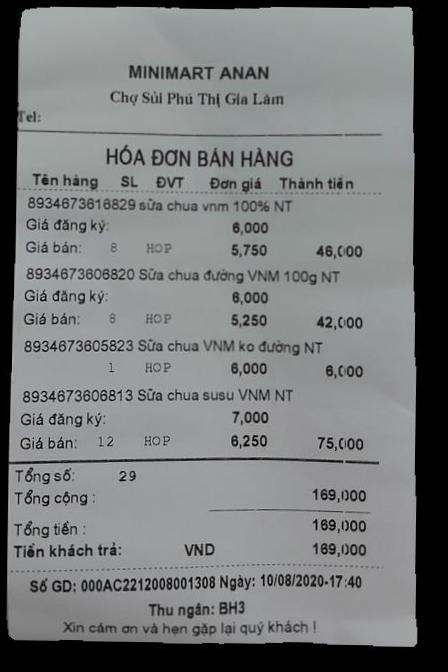 MINIMART ANAN
Chợ Sủi Phú Thị Gia Lâm
Tel:
HÓA ĐƠN BÁN HÀNG
Tên hàng SL ĐVT Đơn giá Thành tiền
8934673616829 sữa chua vnm 100% NT
Giá đăng ký: 6,000
Giá bán: 8 HOP 5,750 46,000
8934673606820 Sữa chua đường VNM 100g NT
Giá đăng ký: 6,000
Giá bán: 8 HOP 5,250 42,000
8934673605823 Sữa chua VNM ko đường NT
1 HOP 6,000 6,000
8934673606813 Sữa chua susu VNM NT
Giá đăng ký: 7,000
Giá bán: 12 HOP 6,250 75,000
Tổng số: 29
Tổng cộng : 169,000
Tổng tiền : 169,000
Tiền khách trả: VND 169,000
Số GD: 000AC2212008001308 Ngày: 10/08/2020-17:40
Thu ngân: BH3
Xin cảm ơn và hẹn gặp lại quý khách !